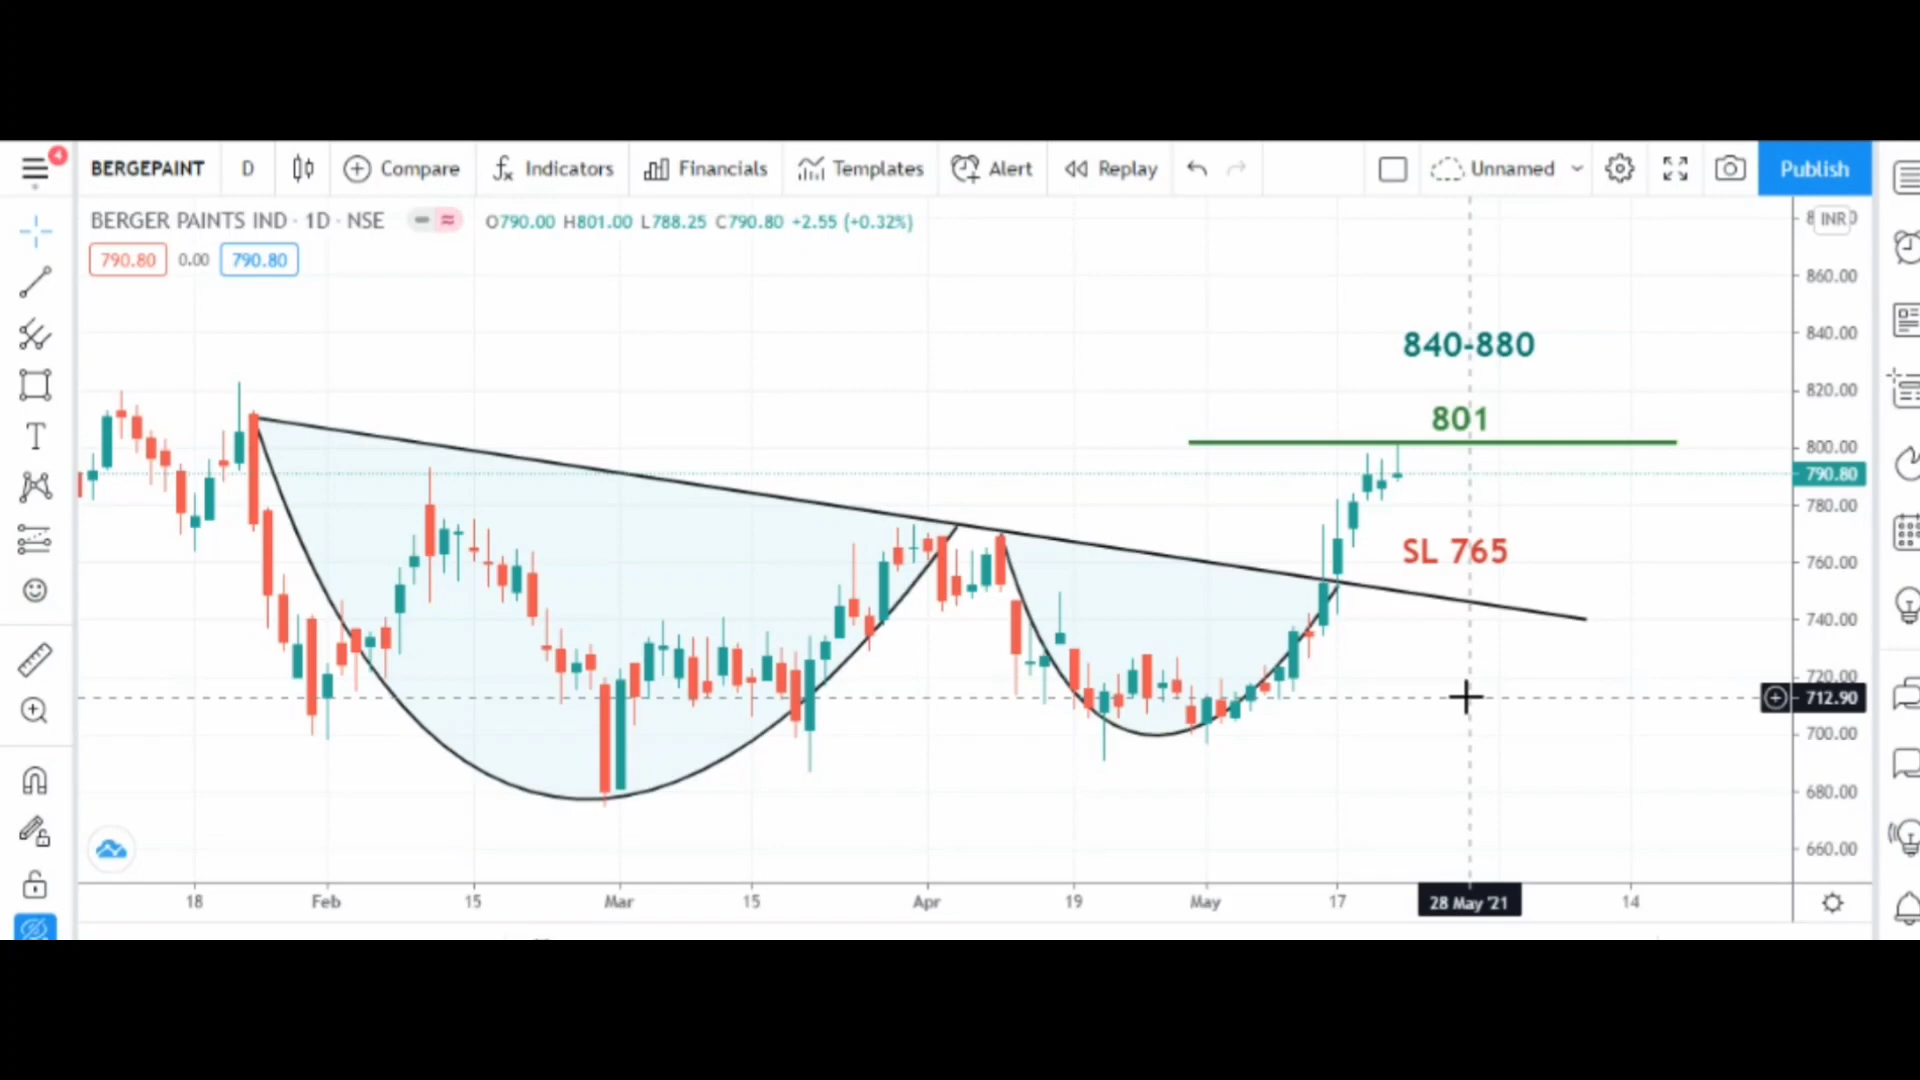 4
BERGEPAINT D Compare Indicators Financials Templates Alert Replay Unnamed Publish
BERGER PAINTS IND · 1D · NSE O790.00 H801.00 L788.25 C790.80 +2.55 (+0.32%)
INR
790.80 0.00 790.80
860.00
840-880
840.00
820.00
801
800.00
790.80
780.00
SL 765
760.00
740.00
720.00
712.90
700.00
680.00
660.00
18 Feb 15 Mar 15 Apr 19 May 17 28 May '21 14